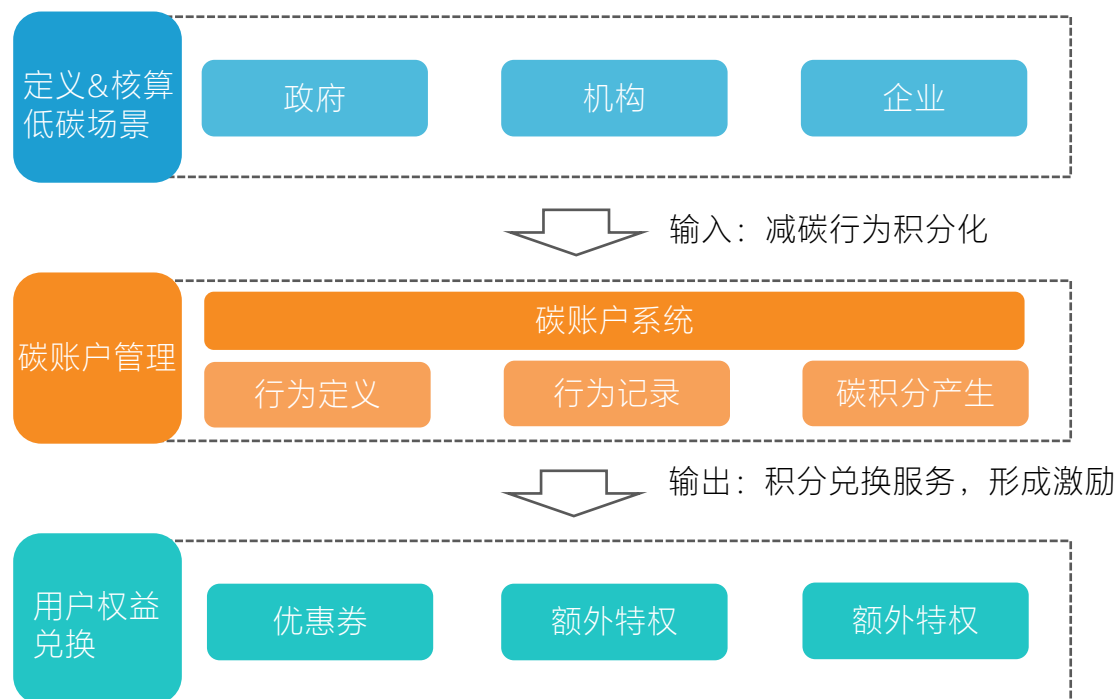 定义&核算
低碳场景
政府
机构
企业
输入：减碳行为积分化
碳账户管理
碳账户系统
行为定义
行为记录
碳积分产生
输出：积分兑换服务，形成激励
用户权益
兑换
优惠券
额外特权
额外特权